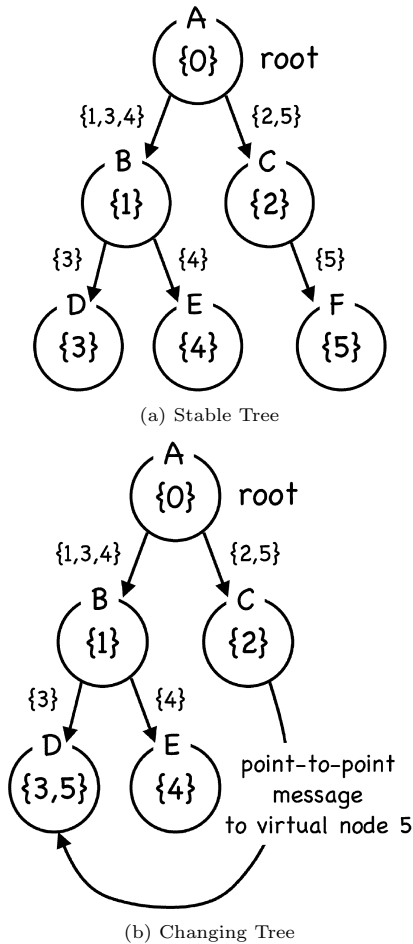 A
{0} root
{1,3,4} {2,5}
B C
{1} {2}
{3} {4} {5}
D E F
{3} {4} {5}
(a) Stable Tree
A
{0} root
{1,3,4} {2,5}
B C
{1} {2}
{3} {4}
D E
{3,5} {4}
point-to-point
message
to virtual node 5
(b) Changing Tree